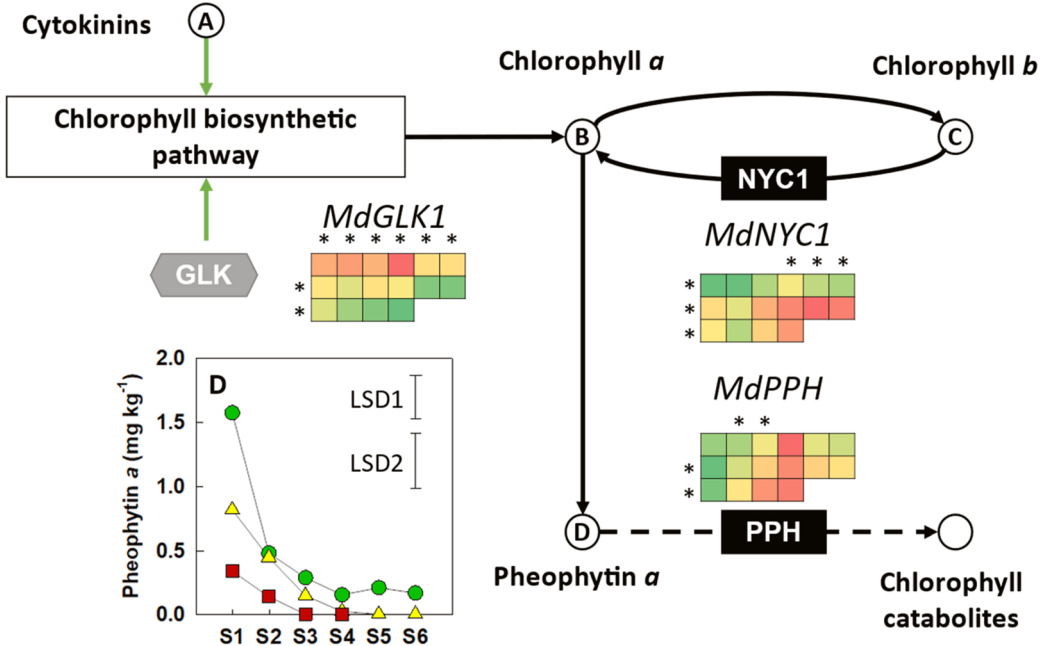 Cytokinins
A
Chlorophyll biosynthetic
pathway
GLK
MdGLK1
* * * * * *
*
*
Chlorophyll a
Chlorophyll b
B
C
NYC1
MdNYC1
* * *
*
*
*
MdPPH
* *
*
*
D
PPH
Pheophytin a
Chlorophyll
catabolites
Pheophytin a (mg kg-1)
2.0
1.5
1.0
0.5
0.0
D
LSD1
LSD2
S1 S2 S3 S4 S5 S6